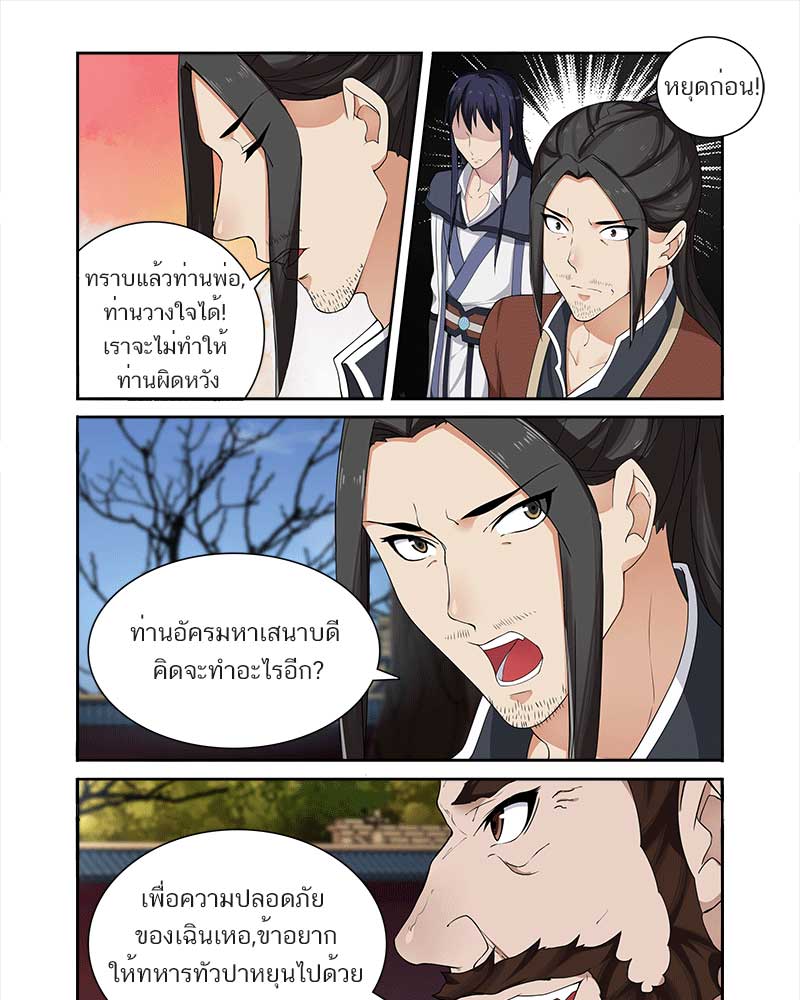 ทราบแล้วท่านพ่อ,
ท่านวางใจได้!
เราจะไม่ทำให้
ท่านผิดหวัง
หยุดก่อน!
ท่านอัครมหาเสนาบดี
คิดจะทำอะไรอีก?
เพื่อความปลอดภัย
ของเฉินเหอ,ข้าอยาก
ให้ทหารทัวปาหยุนไปด้วย